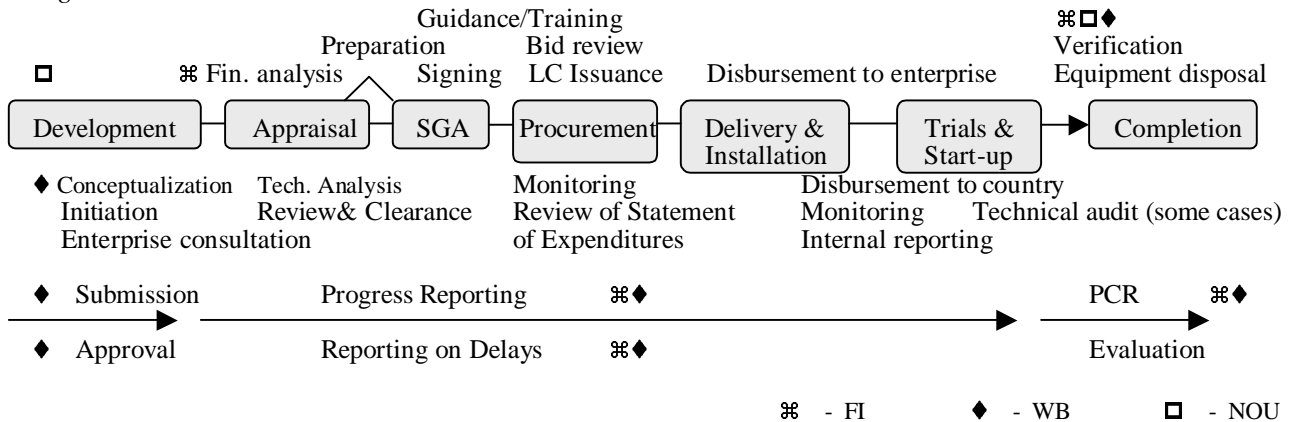 Guidance/Training
⌘ □ ♦
Preparation
Bid review
Verification
□
⌘ Fin. analysis
Signing
LC Issuance
Disbursement to enterprise
Equipment disposal
Development
Appraisal
SGA
Procurement
Delivery &
Installation
Trials &
Start-up
Completion
♦ Conceptualization
Initiation
Enterprise consultation
Tech. Analysis
Review& Clearance
Monitoring
Review of Statement
of Expenditures
Disbursement to country
Monitoring
Internal reporting
Technical audit (some cases)
♦ Submission
Progress Reporting ⌘♦
PCR ⌘♦
♦ Approval
Reporting on Delays ⌘♦
Evaluation
⌘ - FI
♦ - WB
□ - NOU